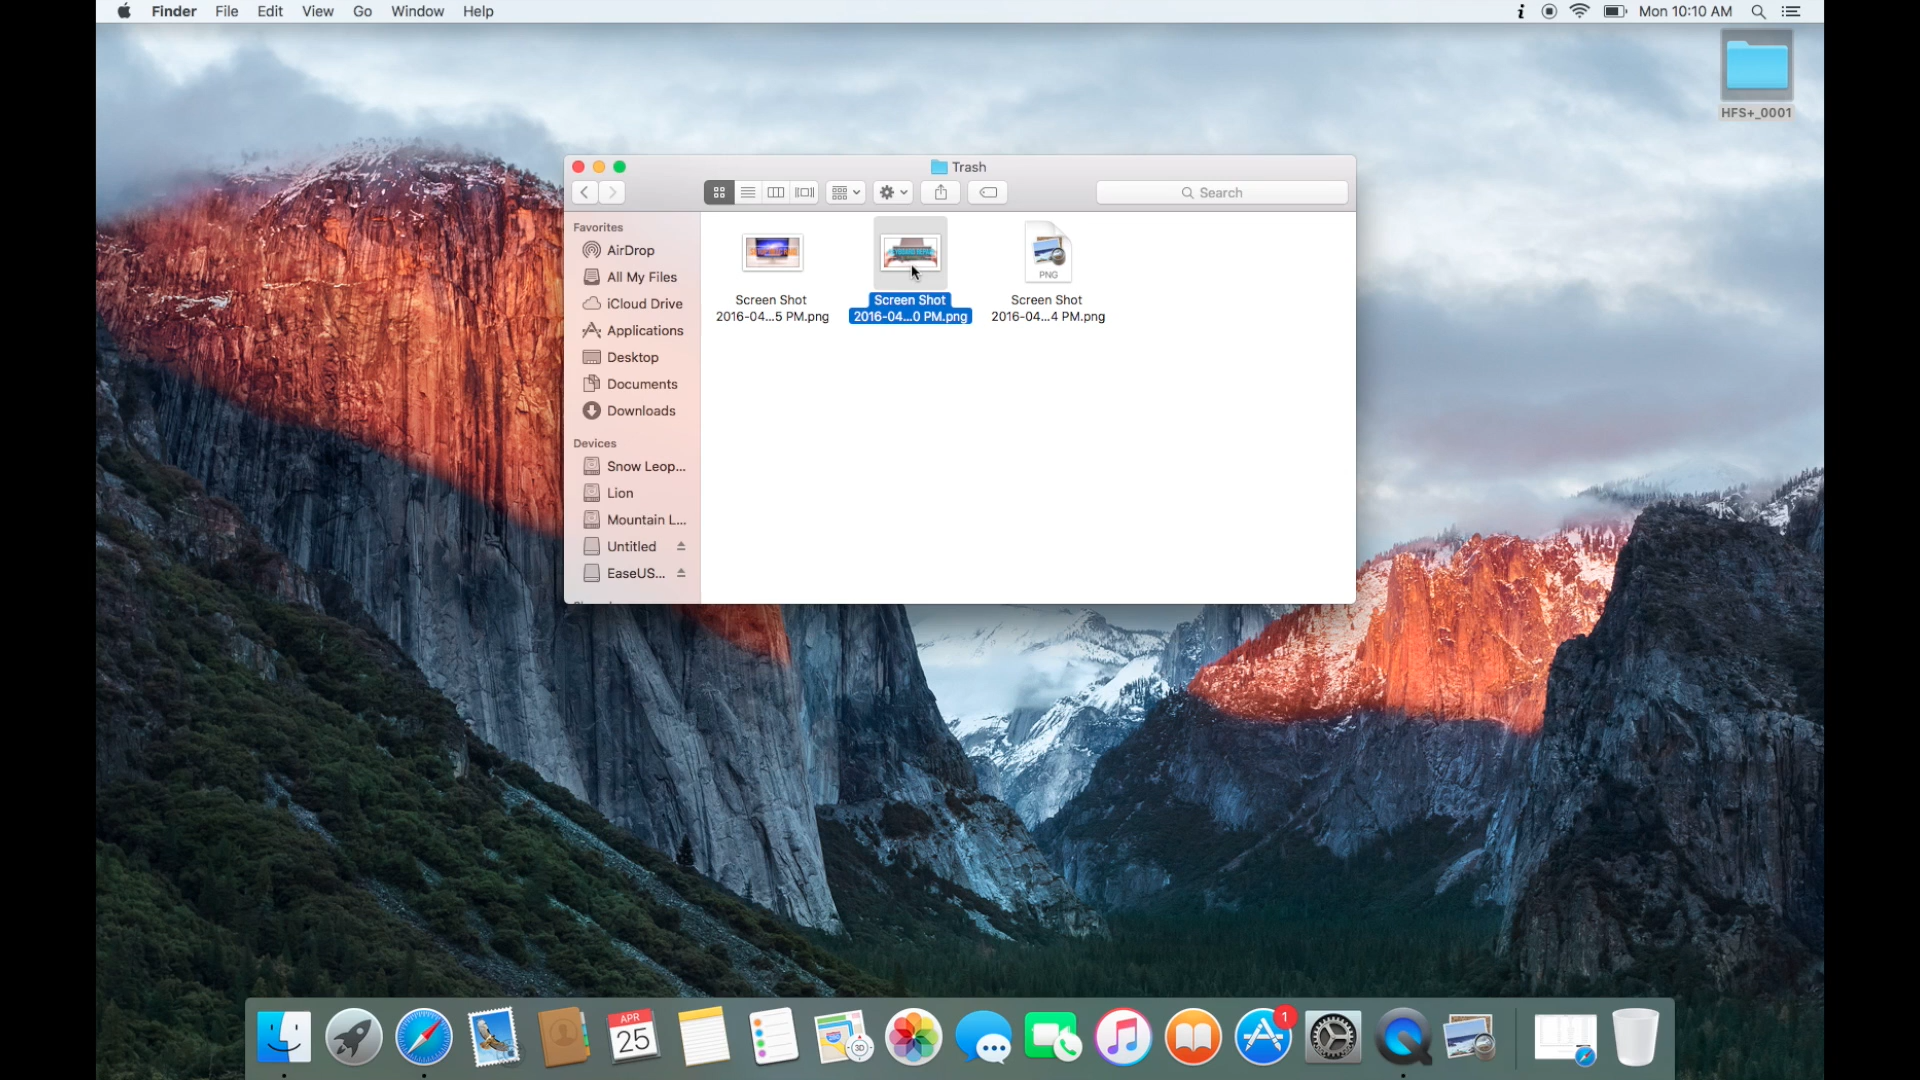 Finder File Edit View Go Window Help
Mon 10:10 AM
HFS+_0001
Trash
Search
Favorites
AirDrop
All My Files
iCloud Drive
Applications
Desktop
Documents
Downloads
Devices
Snow Leop...
Lion
Mountain L...
Untitled
EaseUS...
PNG
Screen Shot
2016-04...5 PM.png
Screen Shot
2016-04...0 PM.png
Screen Shot
2016-04...4 PM.png
APR
25
3D
1